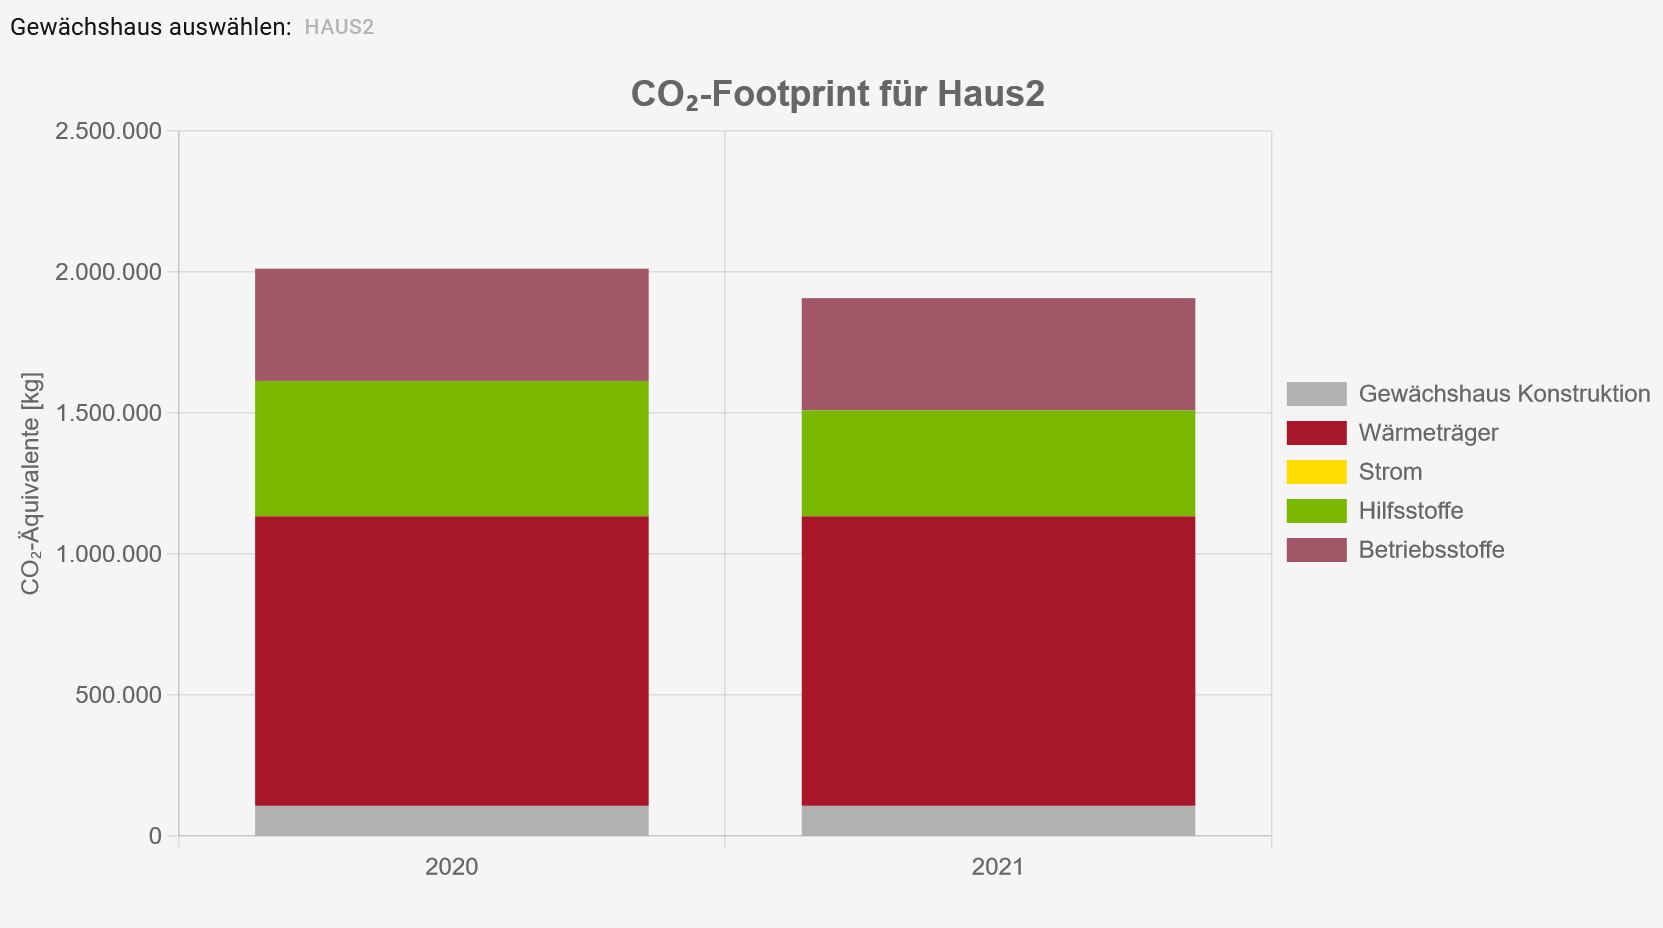 Gewächshaus auswählen: HAUS2
CO₂-Footprint für Haus2
2.500.000
2.000.000
1.500.000
1.000.000
500.000
0
CO₂-Äquivalente [kg]
2020 2021
Gewächshaus Konstruktion
Wärmeträger
Strom
Hilfsstoffe
Betriebsstoffe